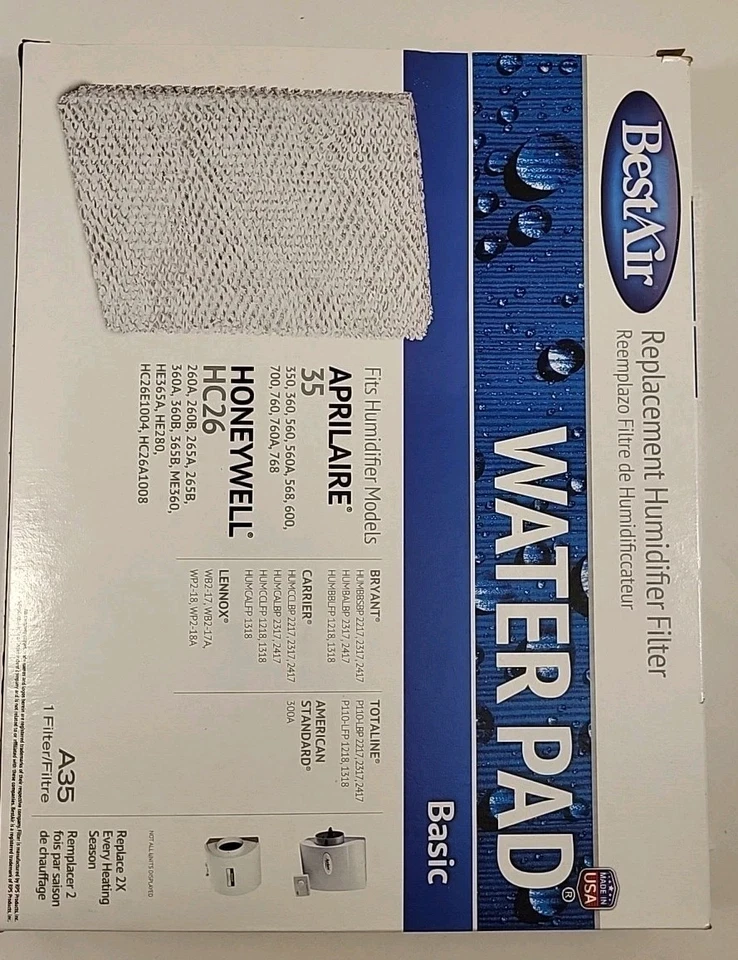 BestAir
Replacement Humidifier Filter
Reemplazo Filtre de Humidificcateur
WATER PAD®
MADE IN
USA
Basic
Fits Humidifier Models
APRILAIRE®
35
350, 360, 560, 560A, 568, 600,
700, 760, 760A, 768
HONEYWELL®
HC26
260A, 260B, 265A, 265B,
360A, 360B, 365B, ME360,
HE365A, HE280,
HC26E1004, HC26A1008
BRYANT®
HUMBBSBP 2217, 2317, 2417
HUMBALBP 2317, 2417
HUMBBUFP 1218, 1318
CARRIER®
HUMCCLBP 2217, 2317, 2417
HUMCALBP 2317, 2417
HUMCCUFP 1218, 1318
HUMCAUFP 1318
LENNOX®
WB2-17, WB2-17A,
WP2-18, WP2-18A
TOTALINE®
P110-LBP 2217, 2317, 2417
P110-LFP 1218, 1318
AMERICAN
STANDARD®
300A
A35
1 Filter/Filtre
NOT ALL UNITS DISPLAYED
Replace 2X
Every Heating
Season
Remplacer 2
fois par saison
de chauffage